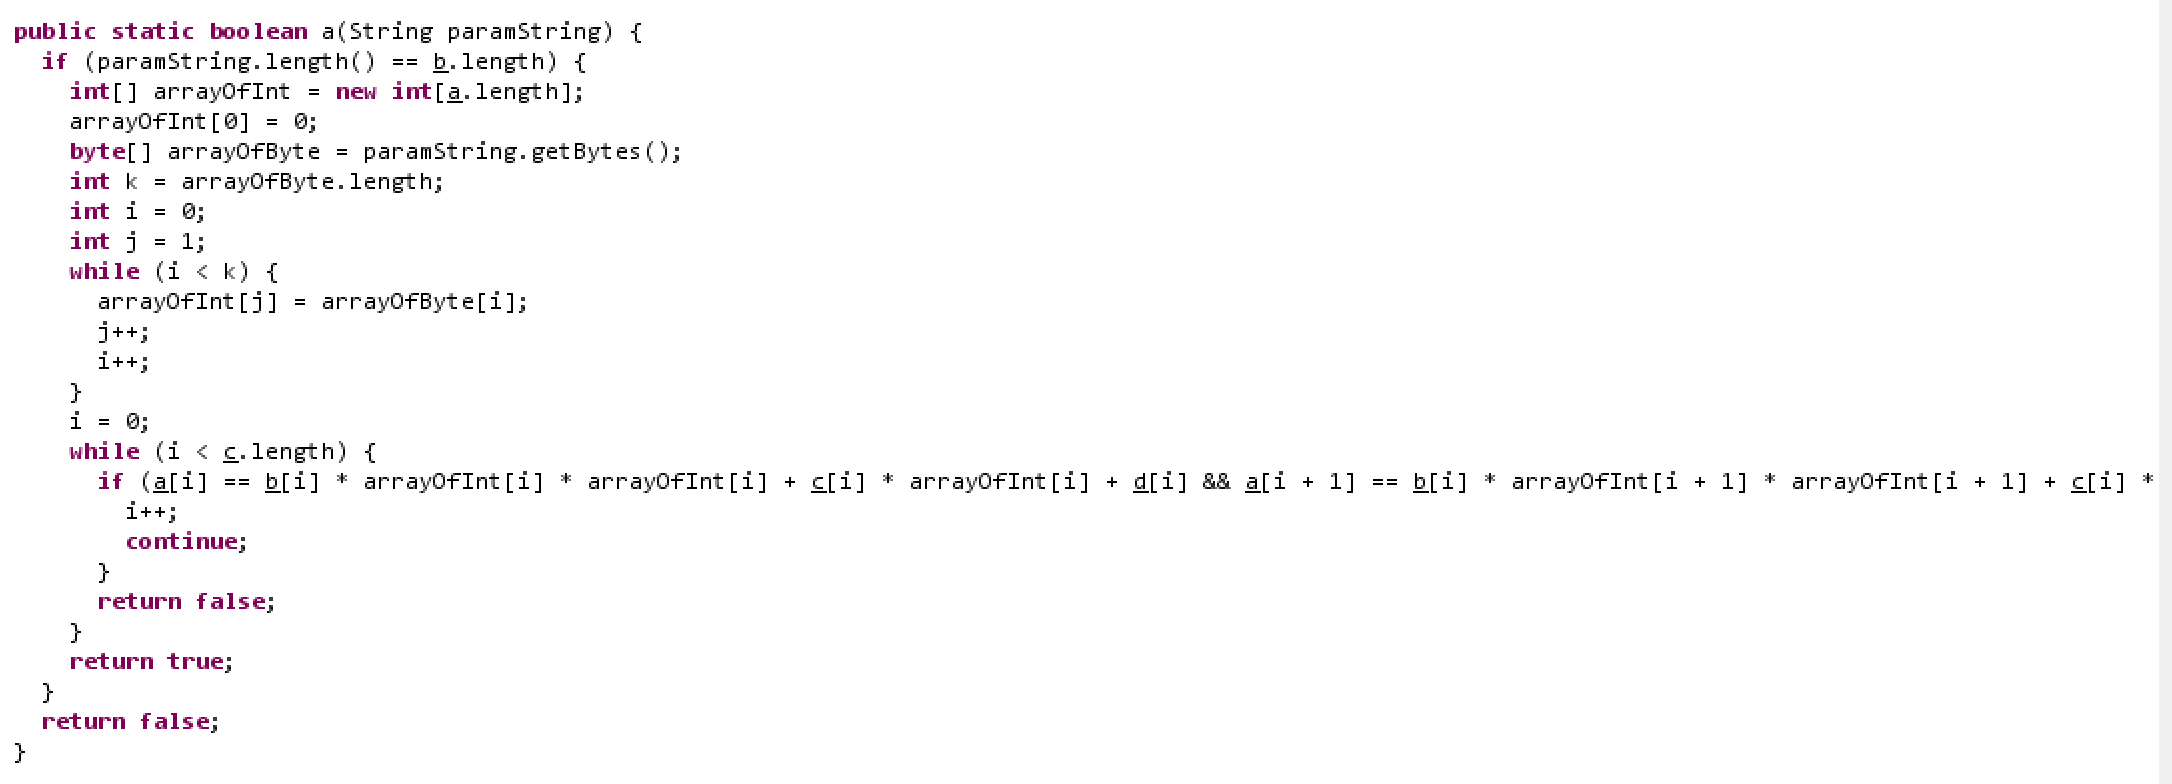 public static boolean a(String paramString) {
  if (paramString.length() == b.length) {
    int[] arrayOfInt = new int[a.length];
    arrayOfInt[0] = 0;
    byte[] arrayOfByte = paramString.getBytes();
    int k = arrayOfByte.length;
    int i = 0;
    int j = 1;
    while (i < k) {
      arrayOfInt[j] = arrayOfByte[i];
      j++;
      i++;
    }
    i = 0;
    while (i < c.length) {
      if (a[i] == b[i] * arrayOfInt[i] * arrayOfInt[i] + c[i] * arrayOfInt[i] + d[i] && a[i + 1] == b[i] * arrayOfInt[i + 1] * arrayOfInt[i + 1] + c[i] *
        i++;
        continue;
      }
      return false;
    }
    return true;
  }
  return false;
}